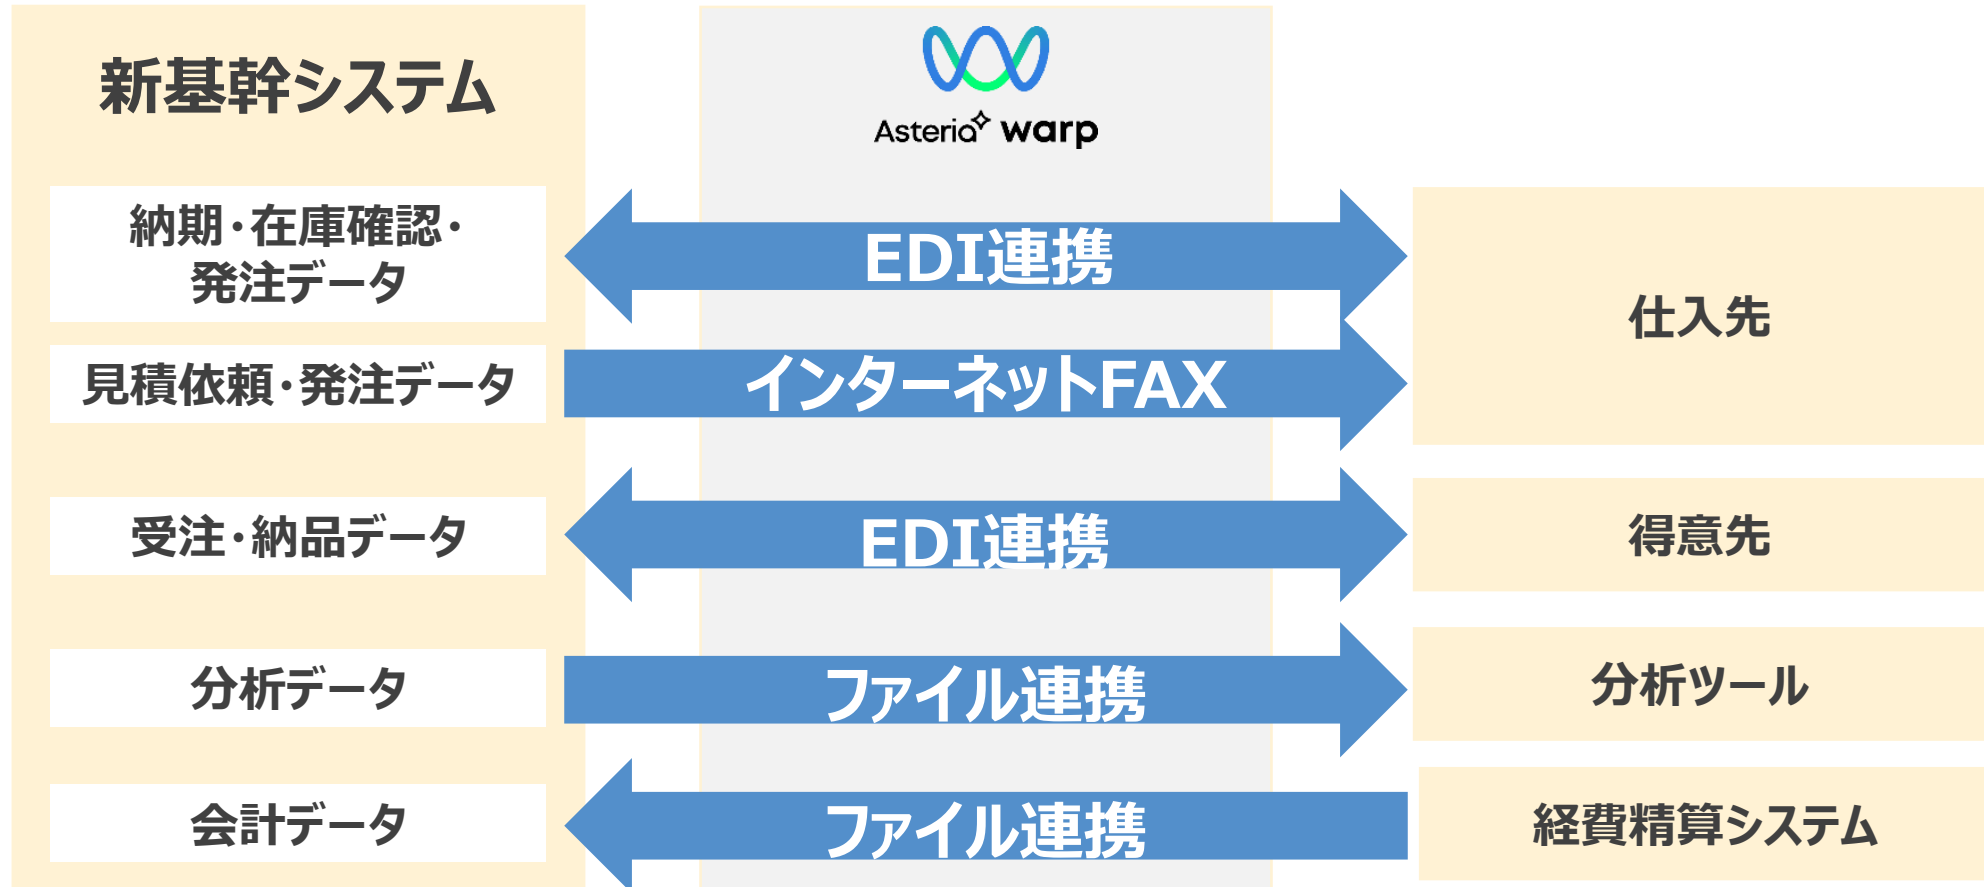 新基幹システム
Asteria warp
納期・在庫確認・
発注データ
EDI連携
仕入先
見積依頼・発注データ
インターネットFAX
受注・納品データ
EDI連携
得意先
分析データ
ファイル連携
分析ツール
会計データ
ファイル連携
経費精算システム